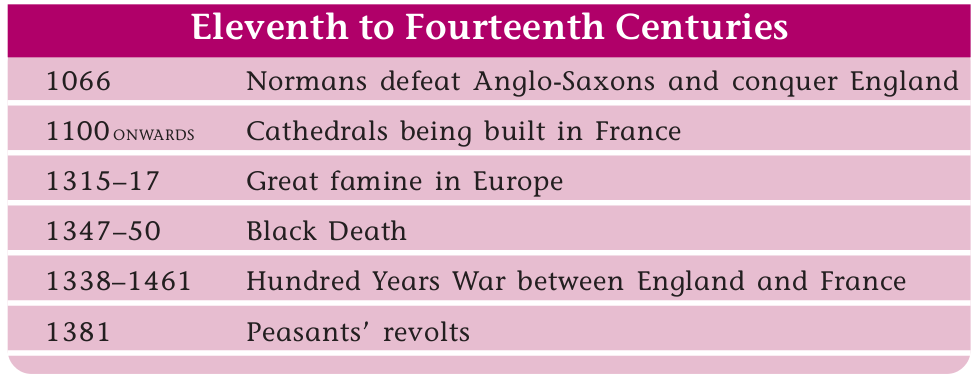 Eleventh to Fourteenth Centuries
1066 Normans defeat Anglo-Saxons and conquer England
1100 ONWARDS Cathedrals being built in France
1315–17 Great famine in Europe
1347–50 Black Death
1338–1461 Hundred Years War between England and France
1381 Peasants’ revolts